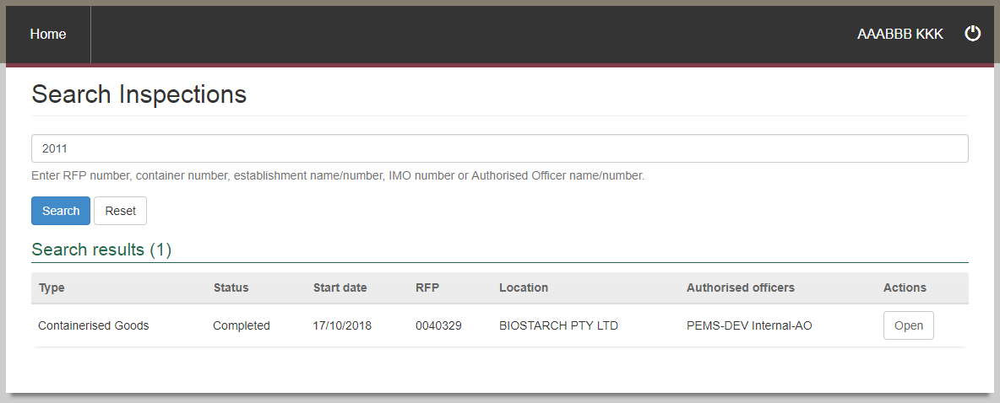 Home AAABBB KKK
Search Inspections
2011
Enter RFP number, container number, establishment name/number, IMO number or Authorised Officer name/number.
Search Reset
Search results (1)
Type Status Start date RFP Location Authorised officers Actions
Containerised Goods Completed 17/10/2018 0040329 BIOSTARCH PTY LTD PEMS-DEV Internal-AO Open